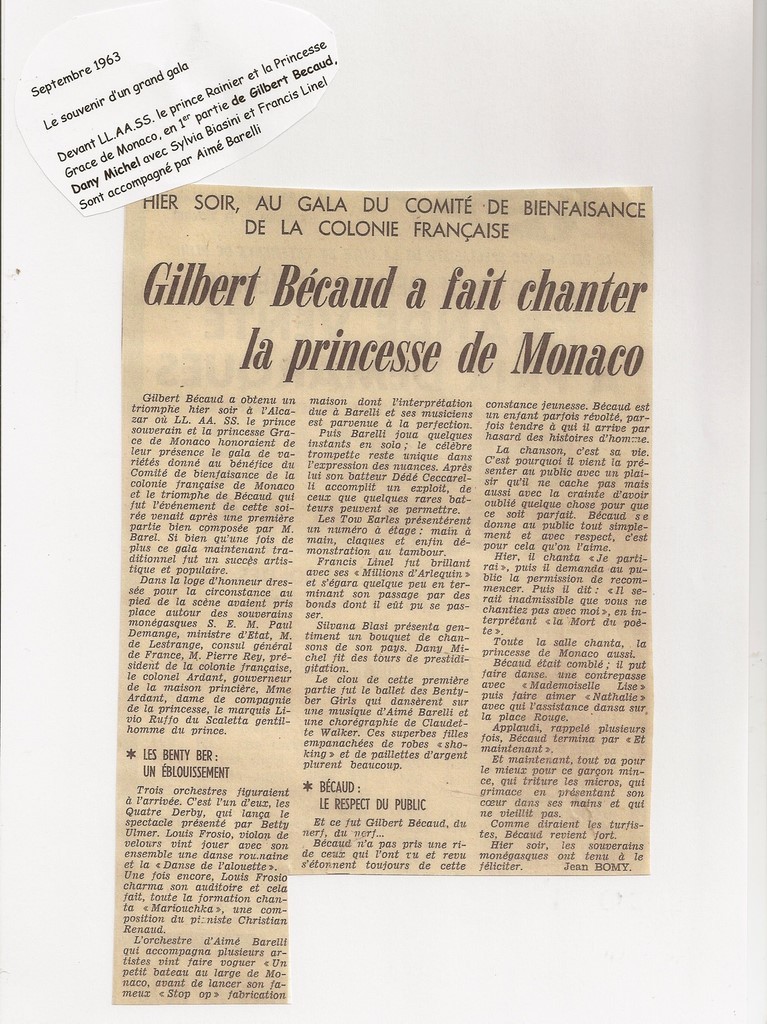 Septembre 1963
Le souvenir d'un grand gala
Devant LL.AA.SS. le prince Rainier et la Princesse
Grace de Monaco, en 1er partie de Gilbert Becaud,
Dany Michel avec Sylvia Biasini et Francis Linel
Sont accompagné par Aimé Barelli
HIER SOIR, AU GALA DU COMITÉ DE BIENFAISANCE
DE LA COLONIE FRANÇAISE
Gilbert Bécaud a fait chanter
la princesse de Monaco
Gilbert Bécaud a obtenu un
triomphe hier soir à l'Alca-
zar où LL. AA. SS. le prince
souverain et la princesse Gra-
ce de Monaco honoraient de
leur présence le gala de va-
riétés donné au bénéfice du
Comité de bienfaisance de la
colonie française de Monaco
et le triomphe de Bécaud qui
fut l'événement de cette soi-
rée venait après une première
partie bien composée par M.
Barel. Si bien qu'une fois de
plus ce gala maintenant tra-
ditionnel fut un succès artis-
tique et populaire.
Dans la loge d'honneur dres-
sée pour la circonstance au
pied de la scène avaient pris
place autour des souverains
monégasques S. E. M. Paul
Demange, ministre d'Etat, M.
de Lestrange, consul général
de France, M. Pierre Rey, pré-
sident de la colonie française,
le colonel Ardant, gouverneur
de la maison princière, Mme
Ardant, dame de compagnie
de la princesse, le marquis Li-
vio Ruffo du Scaletta gentil-
homme du prince.
* LES BENTY BER :
UN ÉBLOUISSEMENT
Trois orchestres figuraient
à l'arrivée. C'est l'un d'eux, les
Quatre Derby, qui lança le
spectacle présenté par Betty
Ulmer. Louis Frosio, violon de
velours vint jouer avec son
ensemble une danse roumaine
et la « Danse de l'alouette ».
Une fois encore, Louis Frosio
charma son auditoire et cela
fait, toute la formation chan-
ta « Mariouchka », une com-
position du pianiste Christian
Renaud.
L'orchestre d'Aimé Barelli
qui accompagna plusieurs ar-
tistes vint faire voguer « Un
petit bateau au large de Mo-
naco, avant de lancer son fa-
meux « Stop op » fabrication
maison dont l'interprétation
due à Barelli et ses musiciens
est parvenue à la perfection.
Puis Barelli joua quelques
instants en solo ; le célèbre
trompette reste unique dans
l'expression des nuances. Après
lui son batteur Dédé Ceccarel-
li accomplit un exploit, de
ceux que quelques rares bat-
teurs peuvent se permettre.
Les Tow Earles présentèrent
un numéro à étage : main à
main, claques et enfin dé-
monstration au tambour.
Francis Linel fut brillant
avec ses « Millions d'Arlequin »
et s'égara quelque peu en ter-
minant son passage par des
bonds dont il eût pu se pas-
ser.
Silvana Blasi présenta gen-
timent un bouquet de chan-
sons de son pays. Dany Mi-
chel fit des tours de prestidi-
gitation.
Le clou de cette première
partie fut le ballet des Benty-
ber Girls qui dansèrent sur
une musique d'Aimé Barelli et
une chorégraphie de Claudet-
te Walker. Ces superbes filles
empanachées de robes « sho-
king » et de paillettes d'argent
plurent beaucoup.
* BÉCAUD :
LE RESPECT DU PUBLIC
Et ce fut Gilbert Bécaud, du
nerf, du nerf...
Bécaud n'a pas pris une ri-
de ceux qui l'ont vu et revu
s'étonnent toujours de cette
constance jeunesse. Bécaud est
un enfant parfois révolté, par-
fois tendre à qui il arrive par
hasard des histoires d'homme.
La chanson, c'est sa vie.
C'est pourquoi il vient la pré-
senter au public avec un plai-
sir qu'il ne cache pas mais
aussi avec la crainte d'avoir
oublié quelque chose pour que
ce soit parfait. Bécaud se
donne au public tout simple-
ment et avec respect, c'est
pour cela qu'on l'aime.
Hier, il chanta « Je parti-
rai », puis il demanda au pu-
blic la permission de recom-
mencer. Puis il dit : « Il se-
rait inadmissible que vous ne
chantiez pas avec moi », en in-
terprétant « la Mort du poè-
te ».
Toute la salle chanta, la
princesse de Monaco aussi.
Bécaud était comblé ; il put
faire danse, une contrepasse
avec « Mademoiselle Lise »
puis faire aimer « Nathalie »
avec qui l'assistance dansa sur
la place Rouge.
Applaudi, rappelé plusieurs
fois, Bécaud termina par « Et
maintenant ».
Et maintenant, tout va pour
le mieux pour ce garçon min-
ce, qui triture les micros, qui
grimace en présentant son
cœur dans ses mains et qui
ne vieillit pas.
Comme diraient les turfis-
tes, Bécaud revient fort.
Hier soir, les souverains
monégasques ont tenu à le
féliciter. Jean BOMY.